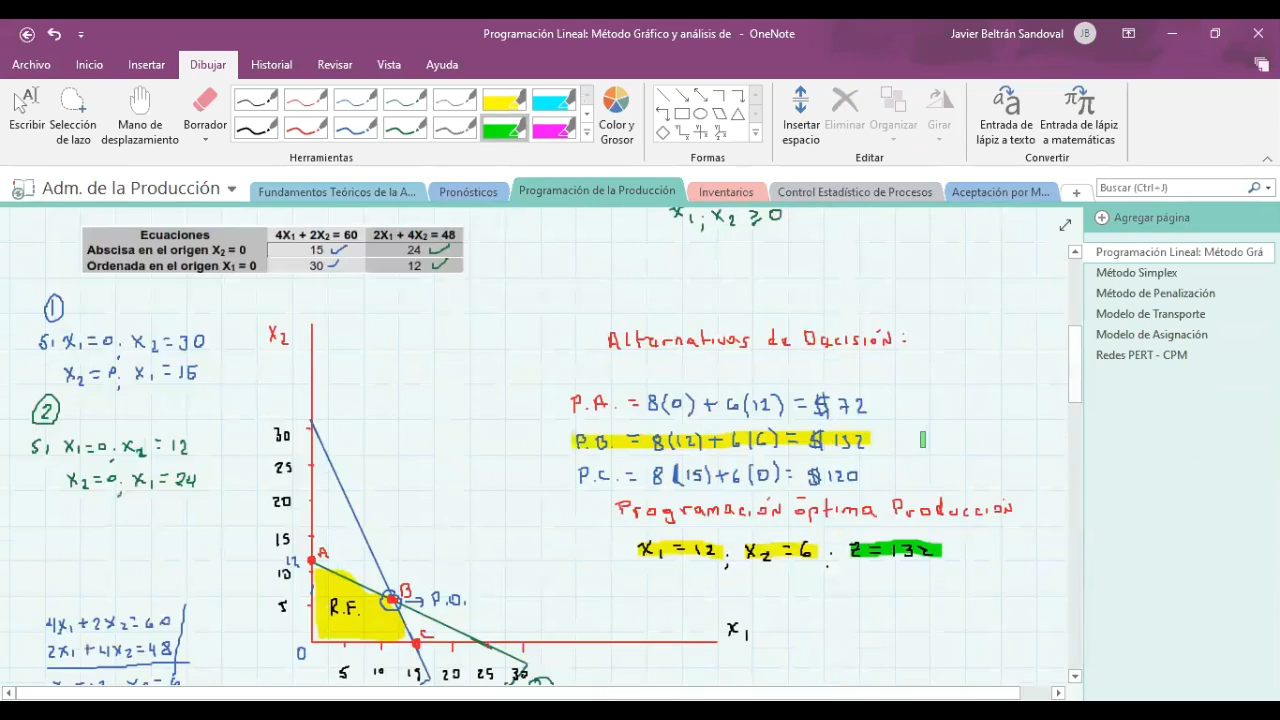 Programación Lineal: Método Gráfico y análisis de - OneNote
Javier Beltrán Sandoval JB
Archivo Inicio Insertar Dibujar Historial Revisar Vista Ayuda
Escribir Selección de lazo Mano de desplazamiento Borrador Color y Grosor Insertar espacio Eliminar Organizar Girar Entrada de lápiz a texto Entrada de lápiz a matemáticas
Herramientas Formas Editar Convertir
Adm. de la Producción Fundamentos Teóricos de la A... Pronósticos Programación de la Producción Inventarios Control Estadístico de Procesos Aceptación por M... Buscar (Ctrl+J)
Agregar página
Programación Lineal: Método Grá
Método Simplex
Método de Penalización
Modelo de Transporte
Modelo de Asignación
Redes PERT - CPM
x1; x2 ≥ 0
Ecuaciones 4X1 + 2X2 = 60 2X1 + 4X2 = 48
Abscisa en el origen X2 = 0 15 24
Ordenada en el origen X1 = 0 30 12
1
Si x1=0; x2=30
x2=0; x1=15
2
Si x1=0; x2=12
x2=0; x1=24
4x1+2x2=60
2x1+4x2=48
x2
30
25
20
15
12
10
5
0
A
B
C
R.F.
P.O.
5 10 15 20 25 30
x1
Alternativas de Decisión:
P.A. = 8(0) + 6(12) = $ 72
P.B. = 8(12) + 6(6) = $ 132
P.C. = 8(15) + 6(0) = $ 120
Programación óptima Producción
x1 = 12; x2 = 6; z = 132